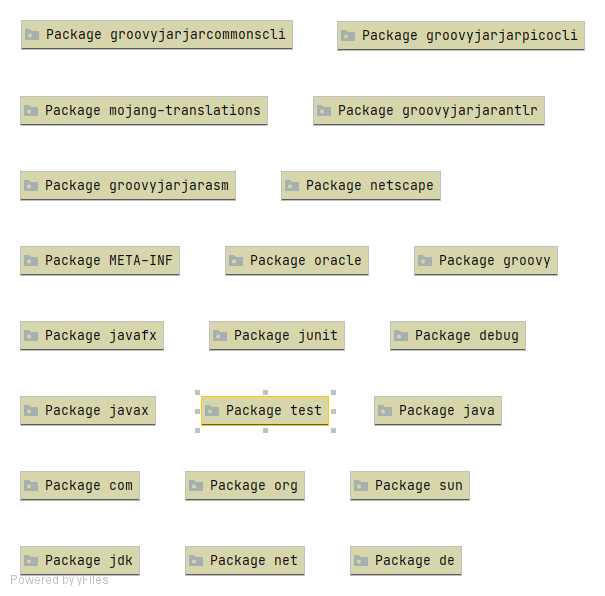 Package groovyjarjarcommonscli Package groovyjarjarpicocli
Package mojang-translations Package groovyjarjarantlr
Package groovyjarjarasm Package netscape
Package META-INF Package oracle Package groovy
Package javafx Package junit Package debug
Package javax Package test Package java
Package com Package org Package sun
Package jdk Package net Package de
Powered by yFiles